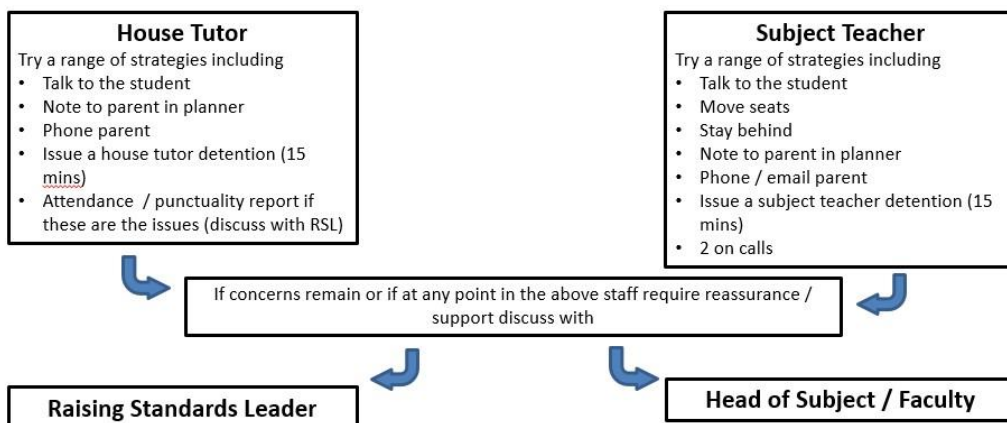 House Tutor
Try a range of strategies including
• Talk to the student
• Note to parent in planner
• Phone parent
• Issue a house tutor detention (15
mins)
• Attendance / punctuality report if
these are the issues (discuss with RSL)
Subject Teacher
Try a range of strategies including
• Talk to the student
• Move seats
• Stay behind
• Note to parent in planner
• Phone / email parent
• Issue a subject teacher detention (15
mins)
• 2 on calls
If concerns remain or if at any point in the above staff require reassurance /
support discuss with
Raising Standards Leader
Head of Subject / Faculty